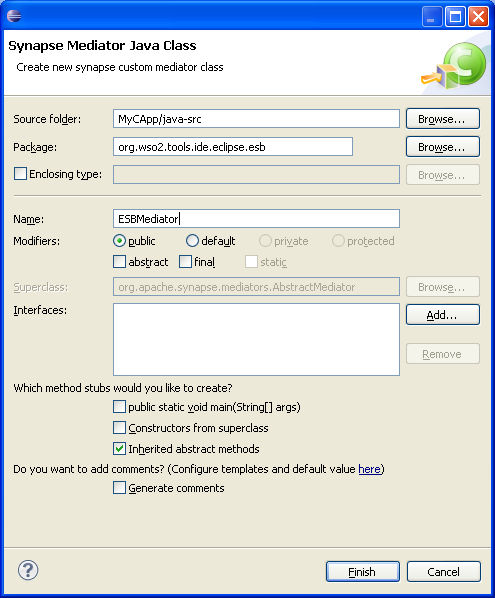 Synapse Mediator Java Class
Create new synapse custom mediator class
Source folder: MyCApp/java-src Browse...
Package: org.wso2.tools.ide.eclipse.esb Browse...
Enclosing type: Browse...
Name: ESBMediator
Modifiers: public default private protected
abstract final static
Superclass: org.apache.synapse.mediators.AbstractMediator Browse...
Interfaces: Add...
Remove
Which method stubs would you like to create?
public static void main(String[] args)
Constructors from superclass
Inherited abstract methods
Do you want to add comments? (Configure templates and default value here)
Generate comments
? Finish Cancel